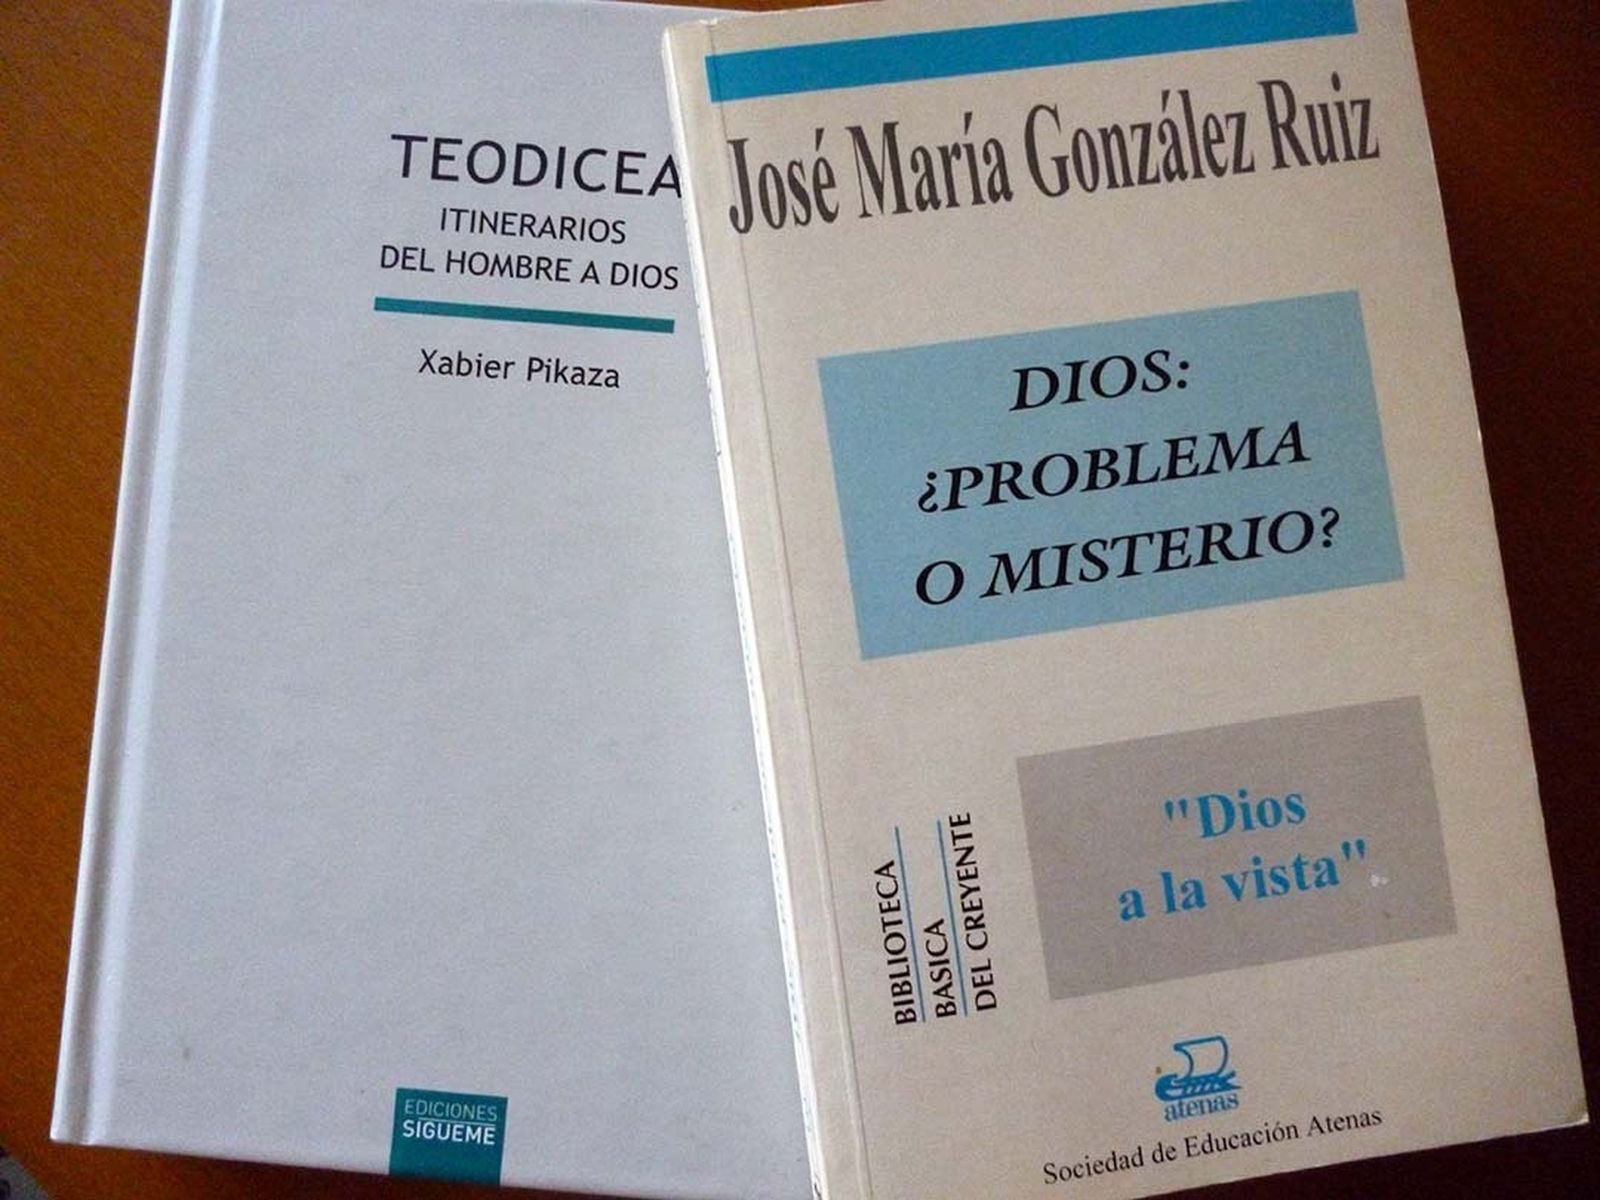 TEODICEA
ITINERARIOS
DEL HOMBRE A DIOS
Xabier Pikaza
EDICIONES
SÍGUEME
José María González Ruiz
DIOS:
¿PROBLEMA
O MISTERIO?
"Dios
a la vista"
BIBLIOTECA
BASICA
DEL CREYENTE
atenas
Sociedad de Educación Atenas